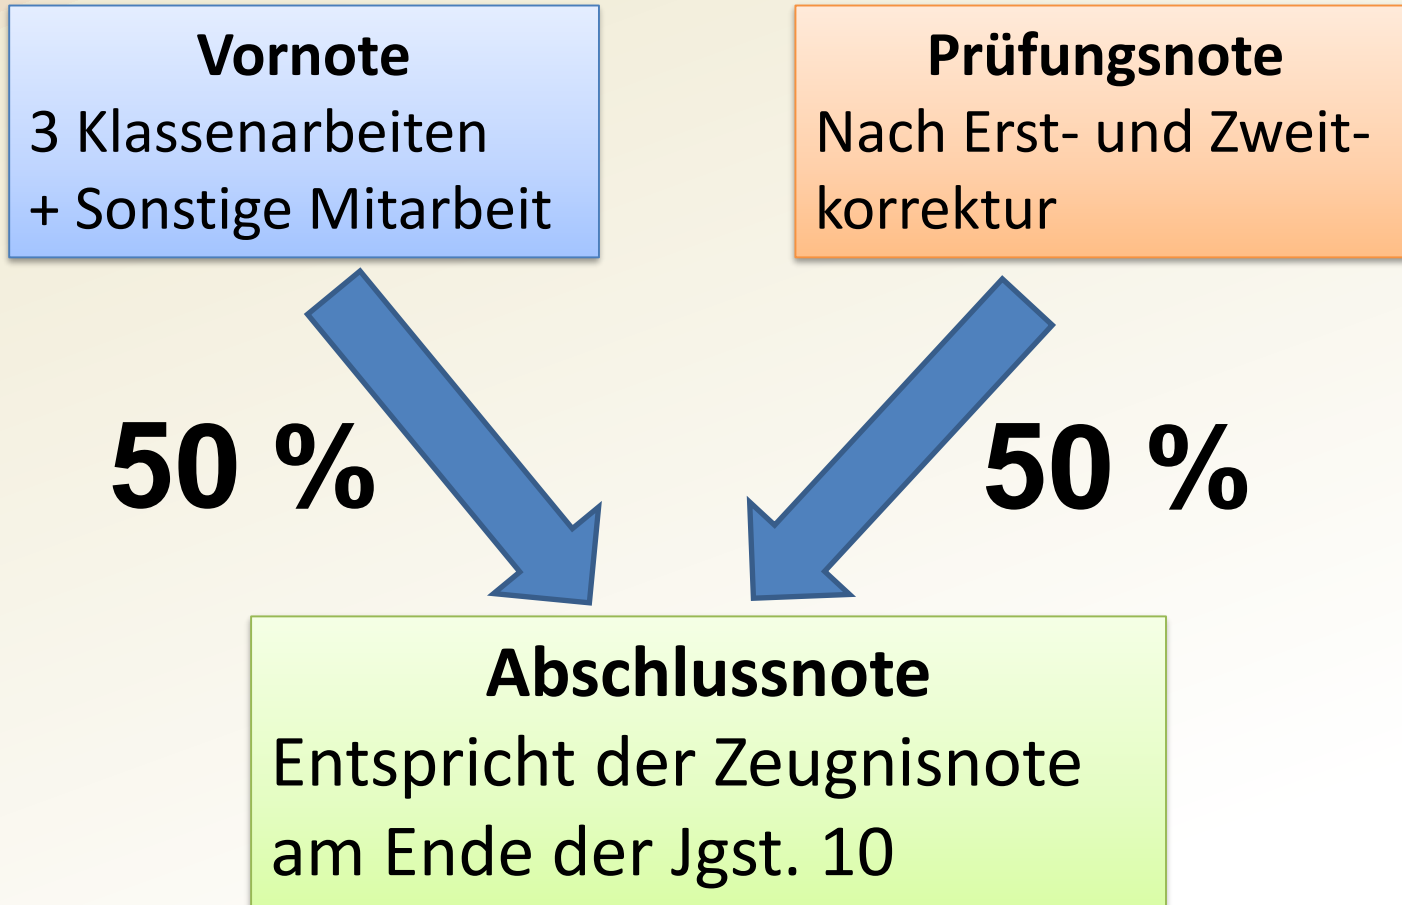 Vornote
3 Klassenarbeiten
+ Sonstige Mitarbeit
Prüfungsnote
Nach Erst- und Zweit-
korrektur
50 %
50 %
Abschlussnote
Entspricht der Zeugnisnote
am Ende der Jgst. 10